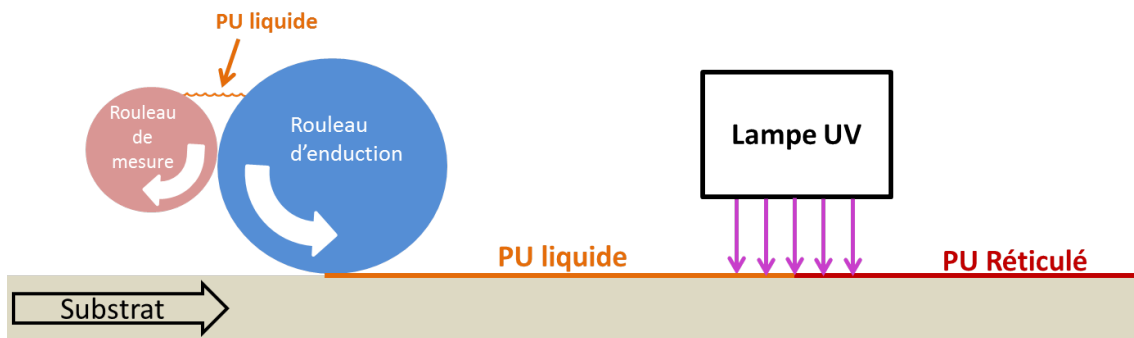 PU liquide
Rouleau
de
mesure
Rouleau
d’enduction
Lampe UV
PU liquide
PU Réticulé
Substrat